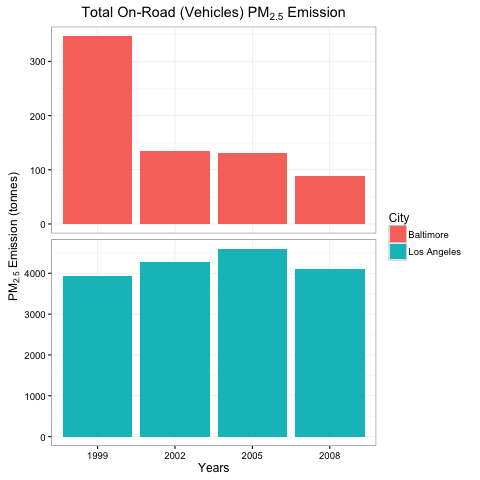 Total On-Road (Vehicles) PM2.5 Emission
300
200
100
0
PM2.5 Emission (tonnes)
4000
3000
2000
1000
0
1999 2002 2005 2008
Years
City
Baltimore
Los Angeles